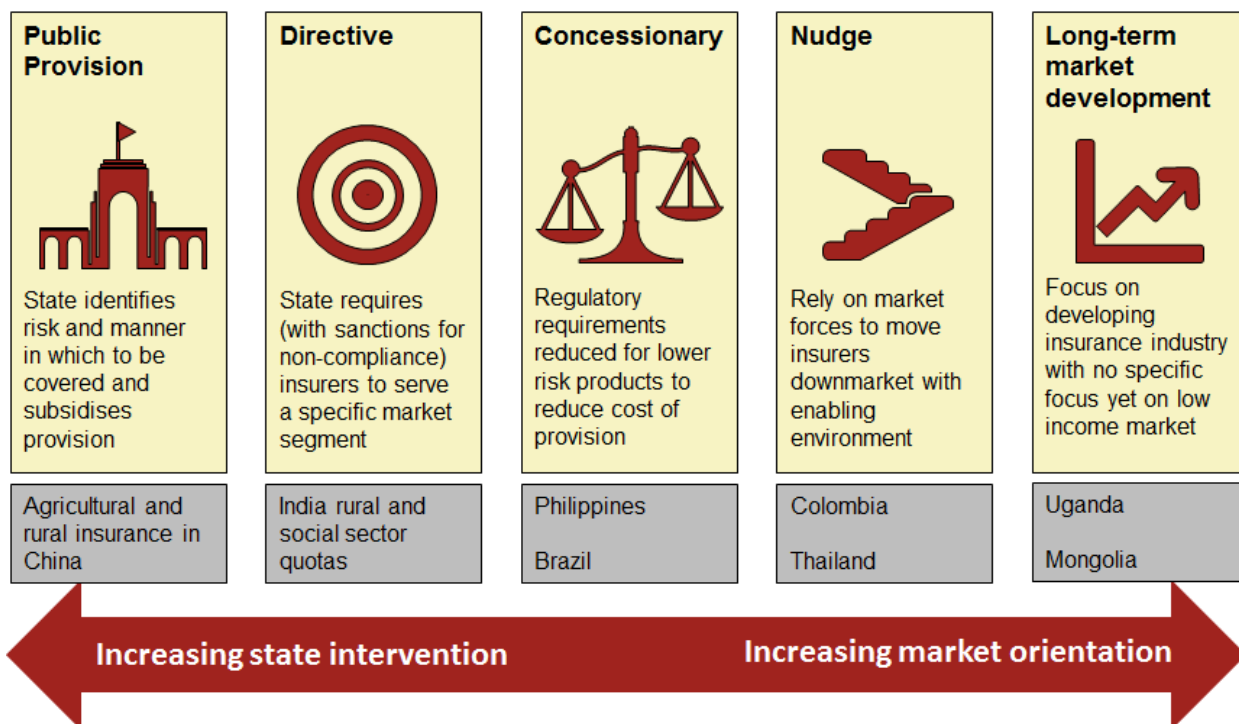 Public
Provision
State identifies
risk and manner
in which to be
covered and
subsidises
provision
Agricultural and
rural insurance in
China
Directive
State requires
(with sanctions for
non-compliance)
insurers to serve
a specific market
segment
India rural and
social sector
quotas
Concessionary
Regulatory
requirements
reduced for lower
risk products to
reduce cost of
provision
Philippines
Brazil
Nudge
Rely on market
forces to move
insurers
downmarket with
enabling
environment
Colombia
Thailand
Long-term
market
development
Focus on
developing
insurance industry
with no specific
focus yet on low
income market
Uganda
Mongolia
Increasing state intervention
Increasing market orientation